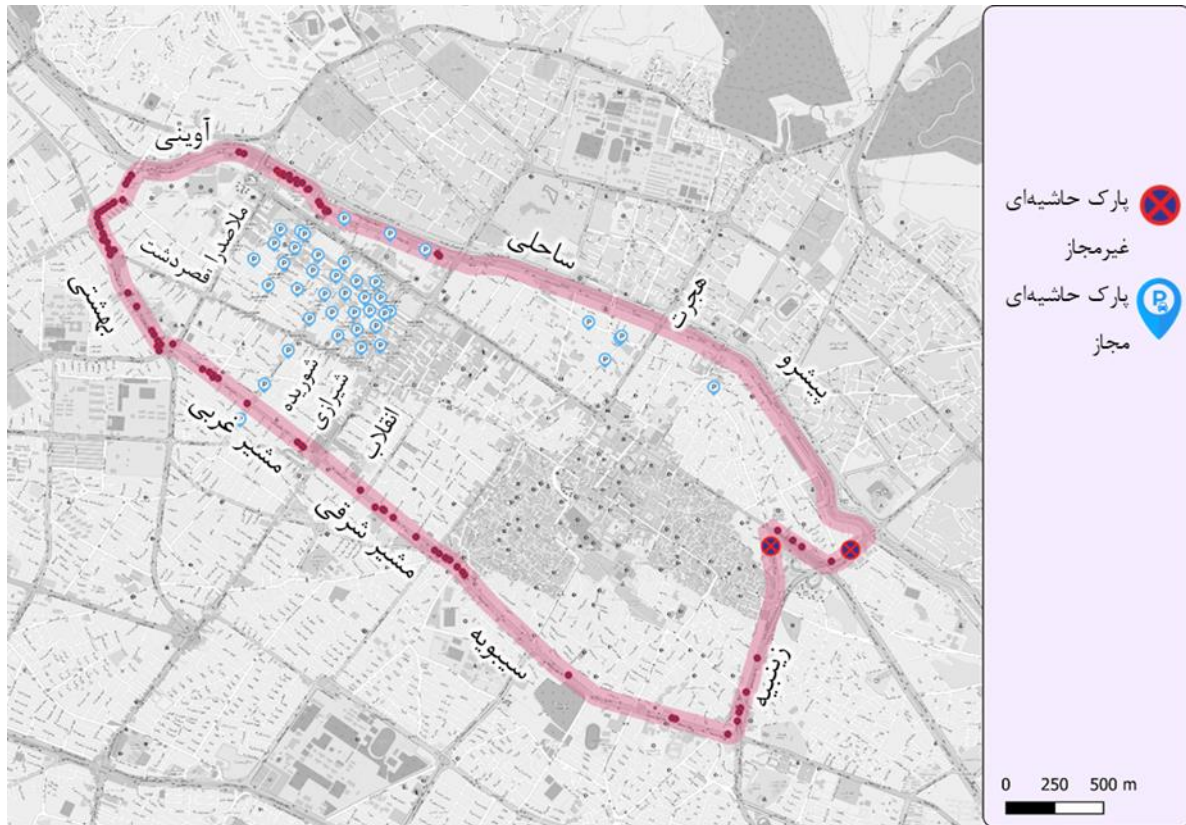 آوینی
ملاصدرا
قصردشت
بهشتی
ساحلی
هجرت
پیشرو
شوریده
شیرازی
انقلاب
مشیر غربی
مشیر شرقی
سیبویه
زینبیه
پارک حاشیه‌ای
غیرمجاز
پارک حاشیه‌ای
مجاز
0 250 500 m